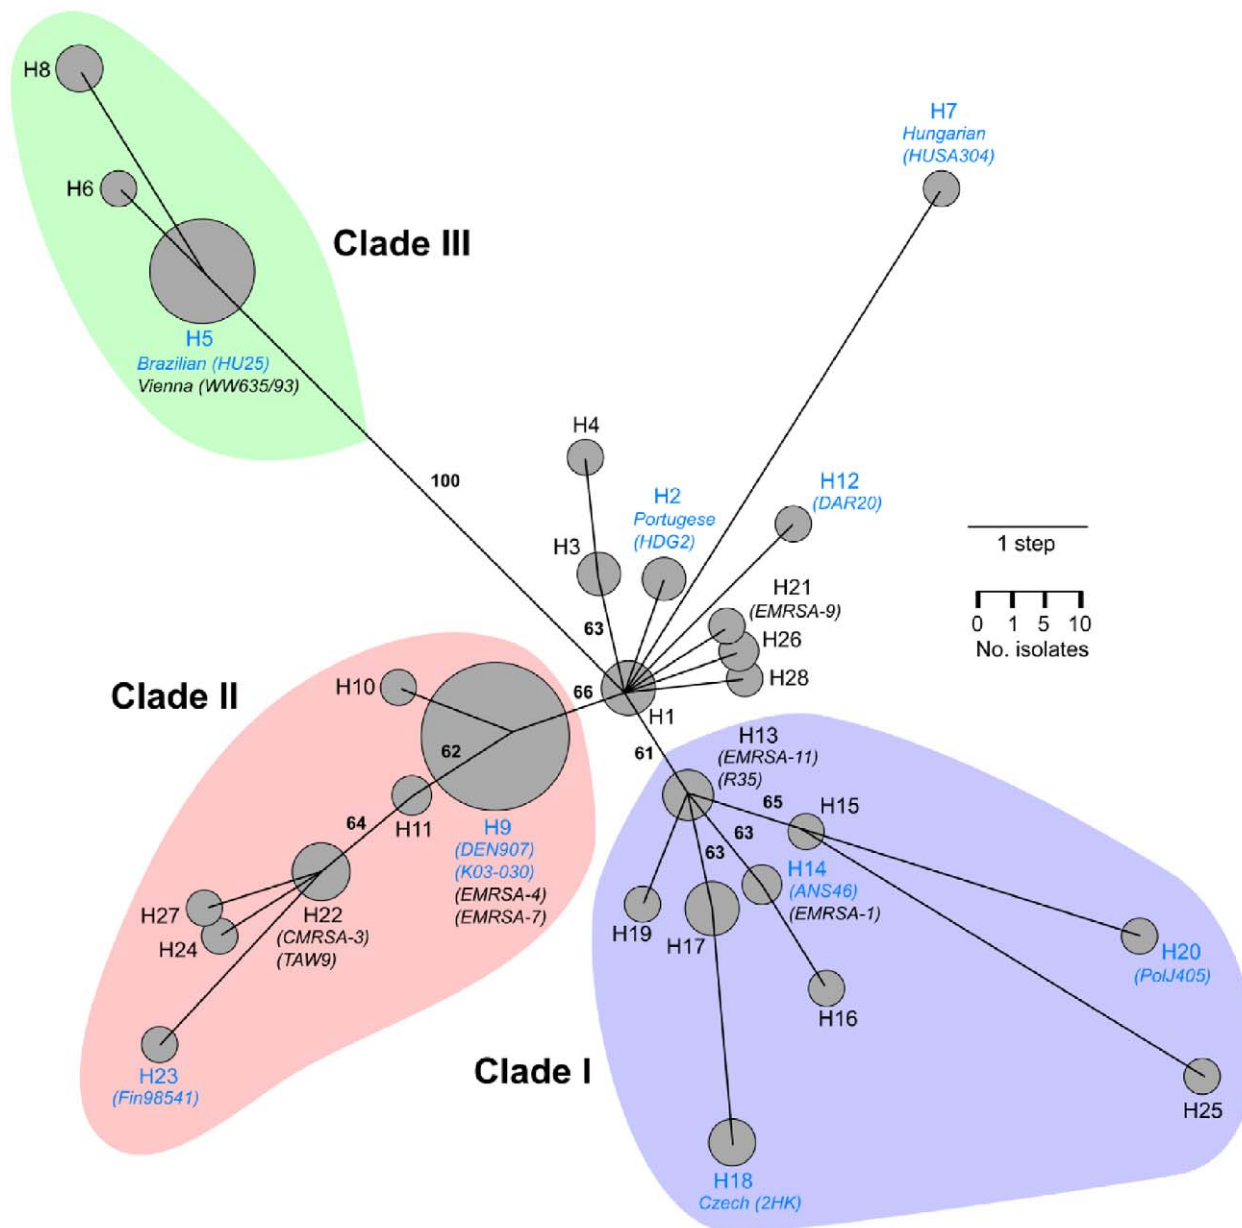 H8
H6
Clade III
H5
Brazilian (HU25)
Vienna (WW635/93)
H7
Hungarian
(HUSA304)
100
H4
H2
Portugese
(HDG2)
H3
63
H12
(DAR20)
1 step
0 1 5 10
No. isolates
H21
(EMRSA-9)
H26
H28
66
H1
61
Clade II
H10
62
64
H11
H9
(DEN907)
(K03-030)
(EMRSA-4)
(EMRSA-7)
H27
H24
H22
(CMRSA-3)
(TAW9)
H23
(Fin98541)
H13
(EMRSA-11)
(R35)
65
H15
63
63
H14
(ANS46)
(EMRSA-1)
H19
H17
H16
H20
(PolJ405)
Clade I
H25
H18
Czech (2HK)